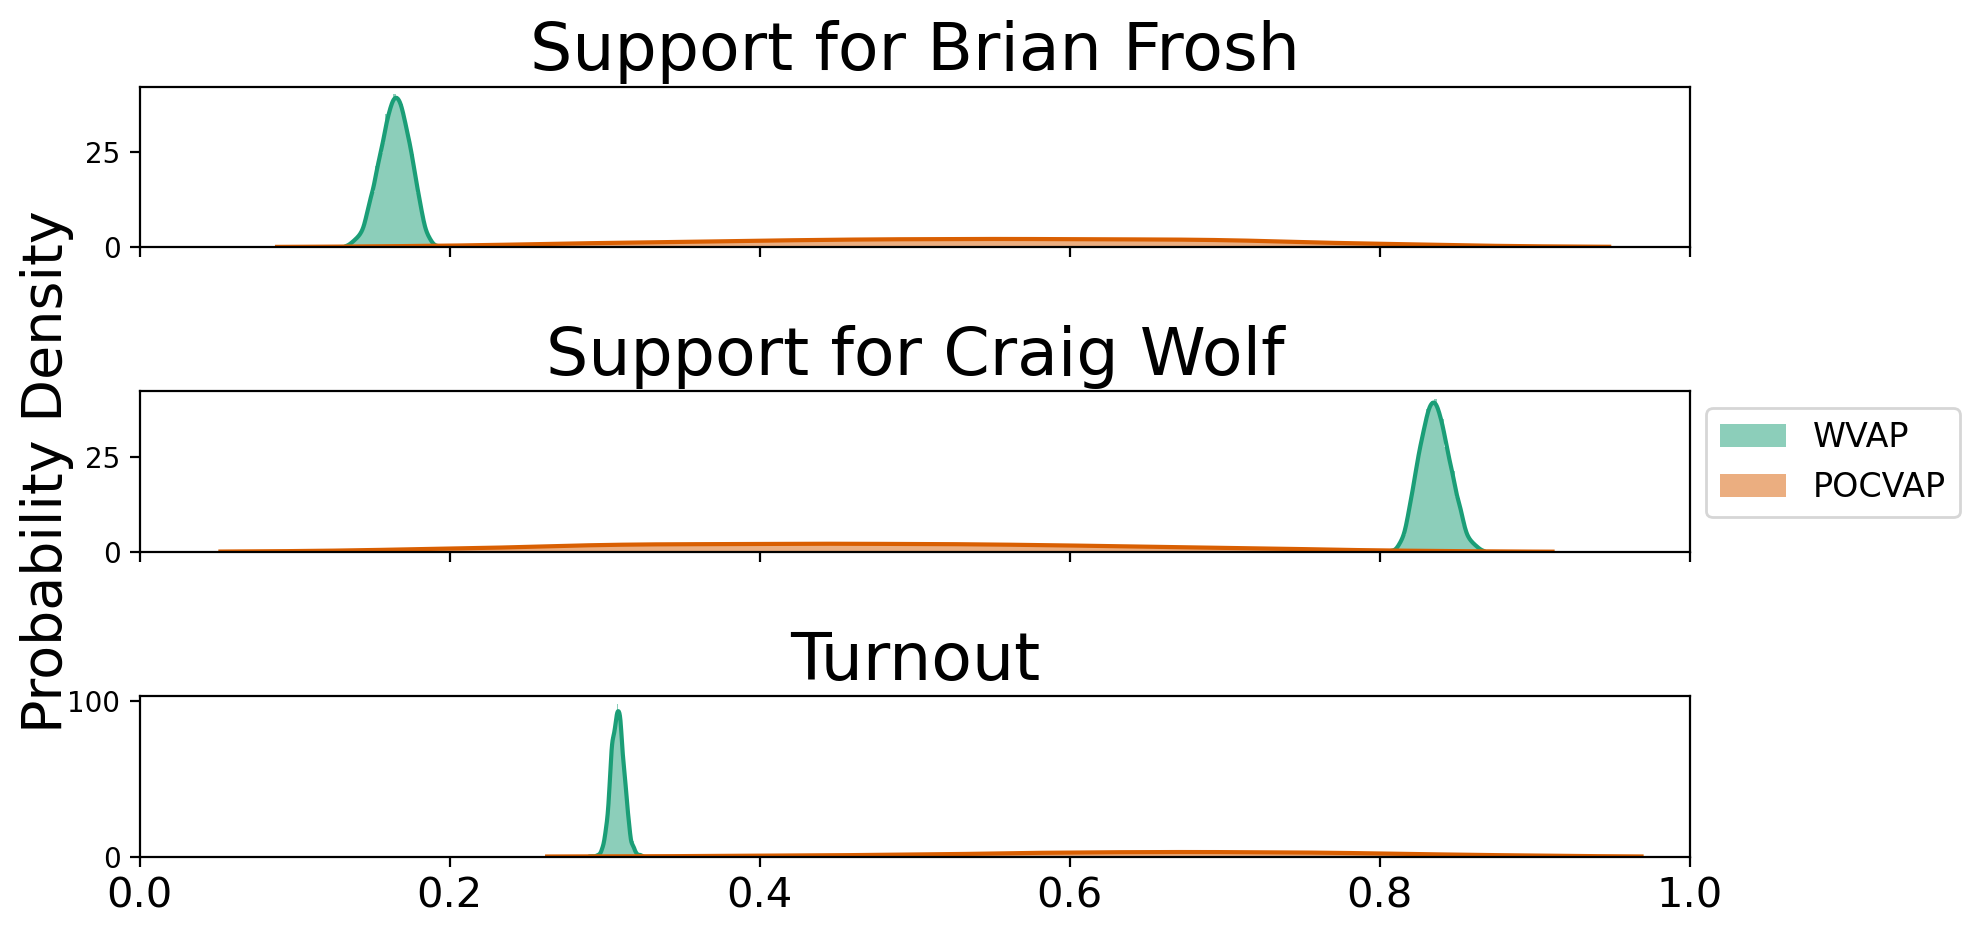 Support for Brian Frosh
25
0
Support for Craig Wolf
25
0
Turnout
100
0
0.0 0.2 0.4 0.6 0.8 1.0
Probability Density
WVAP
POCVAP